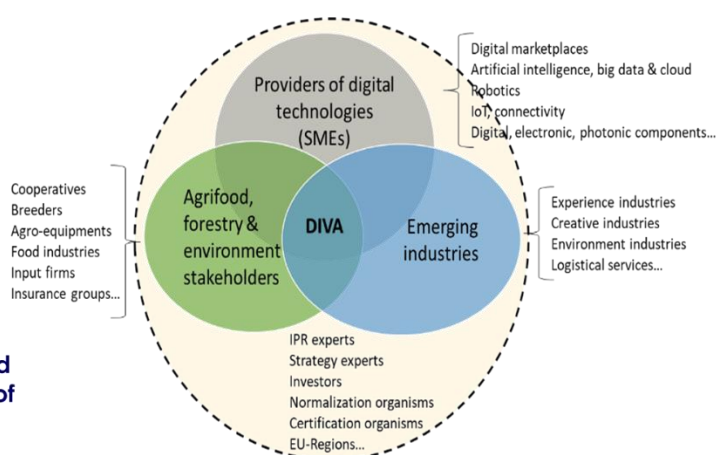 Digital marketplaces
Artificial intelligence, big data & cloud
Robotics
IoT, connectivity
Digital, electronic, photonic components...
Providers of digital
technologies
(SMEs)
Cooperatives
Breeders
Agro-equipments
Food industries
Input firms
Insurance groups...
Agrifood,
forestry &
environment
stakeholders
DIVA
Emerging
industries
Experience industries
Creative industries
Environment industries
Logistical services...
IPR experts
Strategy experts
Investors
Normalization organisms
Certification organisms
EU-Regions...
of